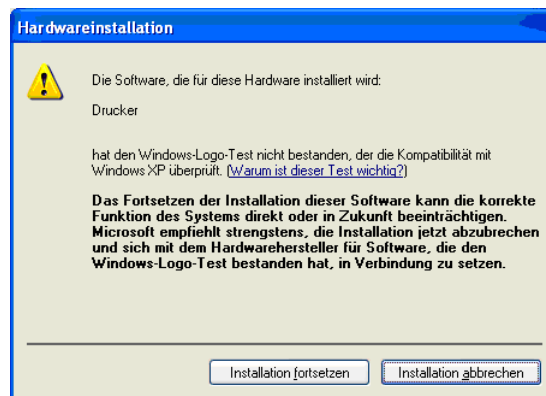 Hardwareinstallation
Die Software, die für diese Hardware installiert wird:
Drucker
hat den Windows-Logo-Test nicht bestanden, der die Kompatibilität mit
Windows XP überprüft. (Warum ist dieser Test wichtig?)
Das Fortsetzen der Installation dieser Software kann die korrekte
Funktion des Systems direkt oder in Zukunft beeinträchtigen.
Microsoft empfiehlt strengstens, die Installation jetzt abzubrechen
und sich mit dem Hardwarehersteller für Software, die den
Windows-Logo-Test bestanden hat, in Verbindung zu setzen.
Installation fortsetzen
Installation abbrechen